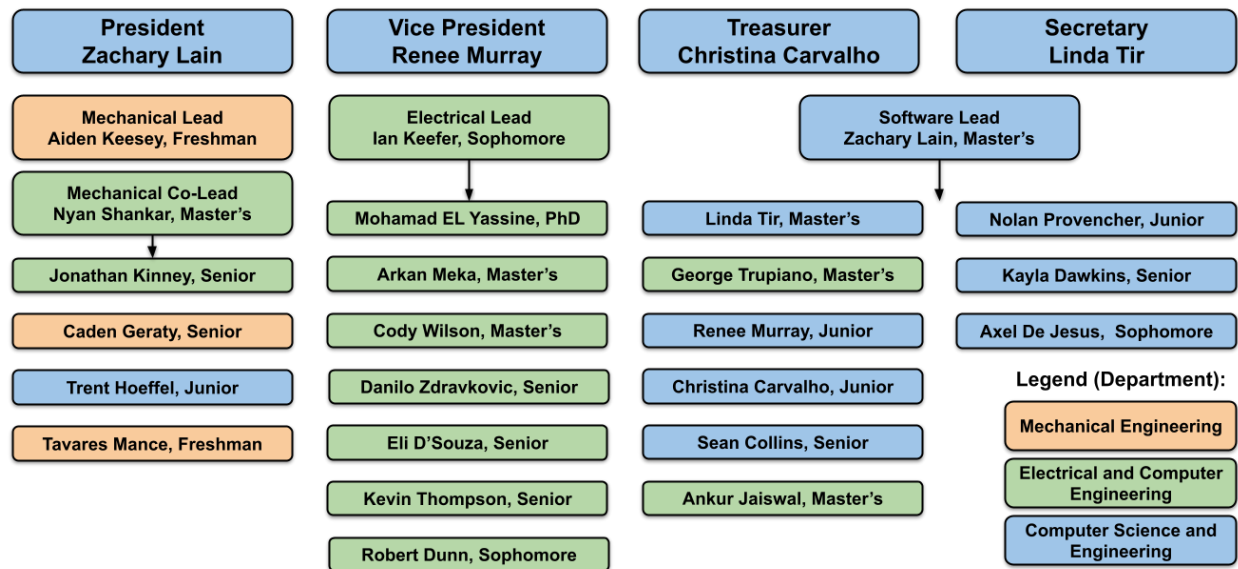 President
Zachary Lain
Vice President
Renee Murray
Treasurer
Christina Carvalho
Secretary
Linda Tir
Mechanical Lead
Aiden Keesey, Freshman
Mechanical Co-Lead
Nyan Shankar, Master's
Jonathan Kinney, Senior
Caden Geraty, Senior
Trent Hoeffel, Junior
Tavares Mance, Freshman
Electrical Lead
Ian Keefer, Sophomore
Mohamad EL Yassine, PhD
Arkan Meka, Master's
Cody Wilson, Master's
Danilo Zdravkovic, Senior
Eli D'Souza, Senior
Kevin Thompson, Senior
Robert Dunn, Sophomore
Software Lead
Zachary Lain, Master's
Linda Tir, Master's
George Trupiano, Master's
Renee Murray, Junior
Christina Carvalho, Junior
Sean Collins, Senior
Ankur Jaiswal, Master's
Nolan Provencher, Junior
Kayla Dawkins, Senior
Axel De Jesus,  Sophomore
Legend (Department):
Mechanical Engineering
Electrical and Computer
Engineering
Computer Science and
Engineering